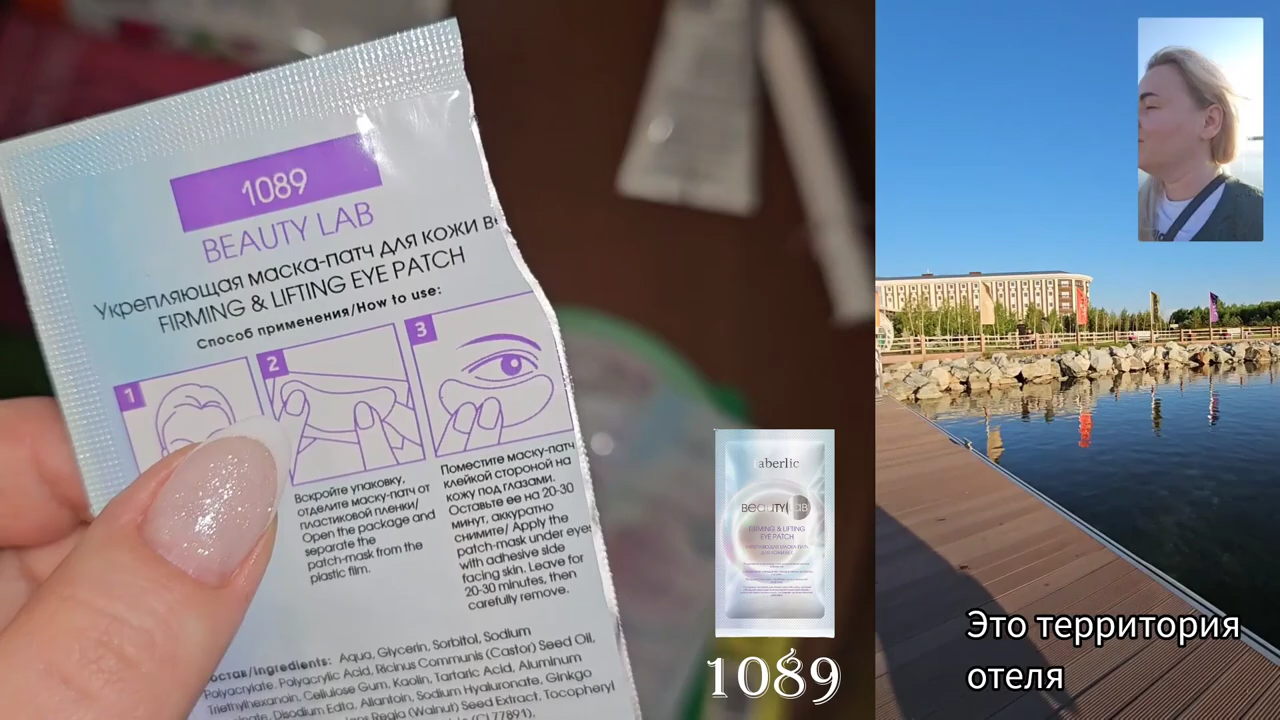 1089
BEAUTY LAB
Укрепляющая маска-патч для кожи в
FIRMING & LIFTING EYE PATCH
Способ применения/How to use:
1
2
3
Вскройте упаковку,
отделите маску-патч от
пластиковой пленки/
Open the package and
separate the
patch-mask from the
plastic film.
Поместите маску-патч
клейкой стороной на
кожу под глазами.
Оставьте ее на 20-30
минут, аккуратно
снимите/ Apply the
patch-mask under eyes
with adhesive side
facing skin. Leave for
20-30 minutes, then
carefully remove.
остав/Ingredients: Aqua, Glycerin, Sorbitol, Sodium
Polyacrylate, Polyacrylic Acid, Ricinus Communis (Castor) Seed Oil,
Triethylhexanoin, Cellulose Gum, Kaolin, Tartaric Acid, Aluminum
Disodium Edta, Allantoin, Sodium Hyaluronate, Ginkgo
Regia (Walnut) Seed Extract, Tocopheryl
(CI 77891),
faberlic
BEAUTY LAB
FIRMING & LIFTING
EYE PATCH
1089
Это территория
отеля